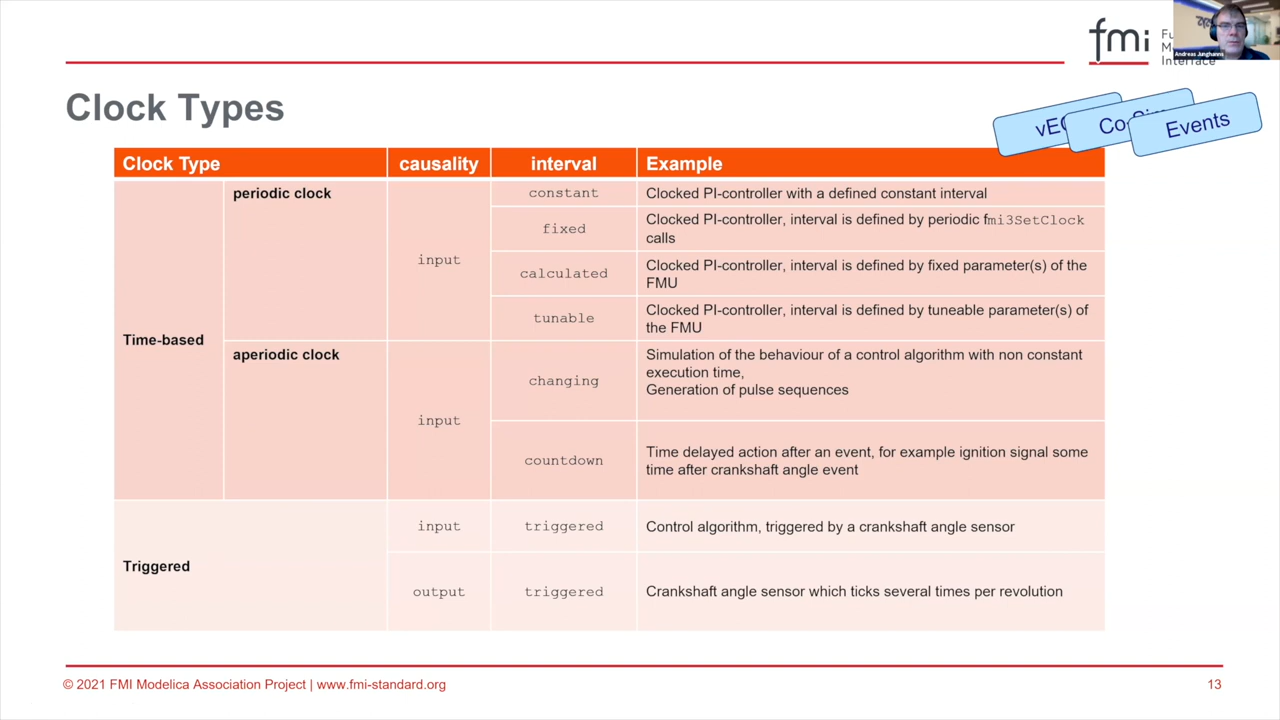 fmi
Fu
M
Interface
Andreas Junghanns
Clock Types
Events
Clock Type causality interval Example
Time-based
periodic clock
input
constant Clocked PI-controller with a defined constant interval
fixed Clocked PI-controller, interval is defined by periodic fmi3SetClock
calls
calculated Clocked PI-controller, interval is defined by fixed parameter(s) of the
FMU
tunable Clocked PI-controller, interval is defined by tuneable parameter(s) of
the FMU
aperiodic clock
input
changing Simulation of the behaviour of a control algorithm with non constant
execution time,
Generation of pulse sequences
countdown Time delayed action after an event, for example ignition signal some
time after crankshaft angle event
Triggered
input triggered Control algorithm, triggered by a crankshaft angle sensor
output triggered Crankshaft angle sensor which ticks several times per revolution
© 2021 FMI Modelica Association Project | www.fmi-standard.org 13